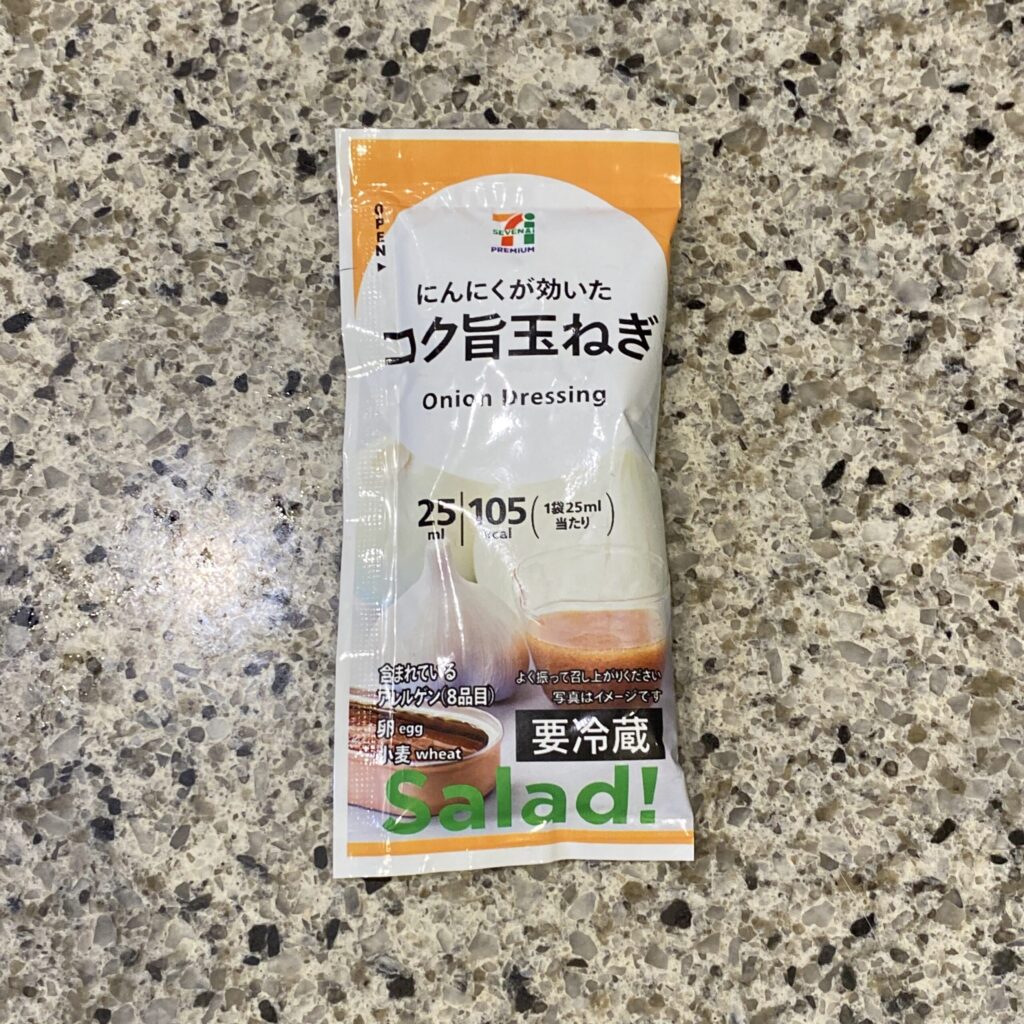 OPEN
SEVEN&i
PREMIUM
にんにくが効いた
コク旨玉ねぎ
Onion Dressing
25 ml 105 kcal (1袋25ml当たり)
含まれている
アレルゲン(8品目)
卵 egg
小麦 wheat
よく振って召し上がりください
写真はイメージです
要冷蔵
Salad!